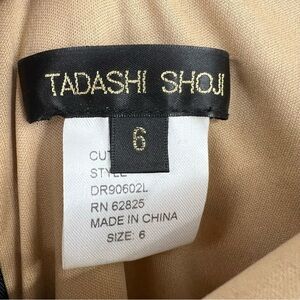 TADASHI SHOJI
6
CUT
STYLE
DR90602L
RN 62825
MADE IN CHINA
SIZE: 6